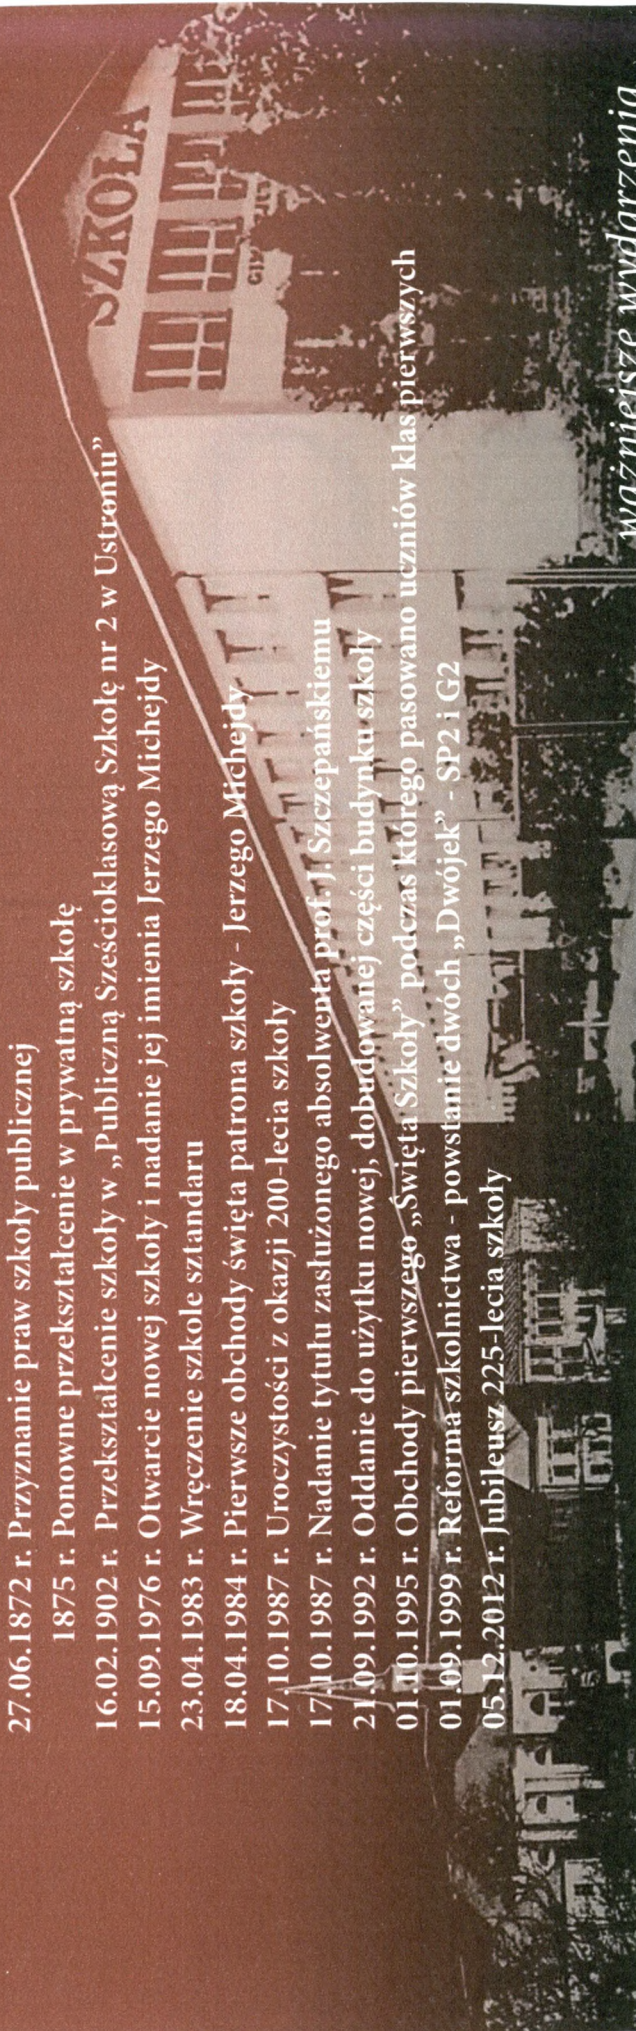 27.06.1872 r. Przyznanie praw szkoły publicznej
1875 r. Ponowne przekształcenie w prywatną szkołę
16.02.1902 r. Przekształcenie szkoły w „Publiczną Sześcioklasową Szkołę nr 2 w Ustroniu”
15.09.1976 r. Otwarcie nowej szkoły i nadanie jej imienia Jerzego Michejdy
23.04.1983 r. Wręczenie szkole sztandaru
18.04.1984 r. Pierwsze obchody święta patrona szkoły - Jerzego Michejdy
17.10.1987 r. Uroczystości z okazji 200-lecia szkoły
17.10.1987 r. Nadanie tytułu zasłużonego absolwenta prof. J. Szczepańskiemu
21.09.1992 r. Oddanie do użytku nowej, dobudowanej części budynku szkoły
01.10.1995 r. Obchody pierwszego „Święta Szkoły” podczas którego pasowano uczniów klas pierwszych
01.09.1999 r. Reforma szkolnictwa - powstanie dwóch „Dwójek” - SP2 i G2
05.12.2012 r. Jubileusz 225-lecia szkoły
ważniejsze wydarzenia
SZKOŁA